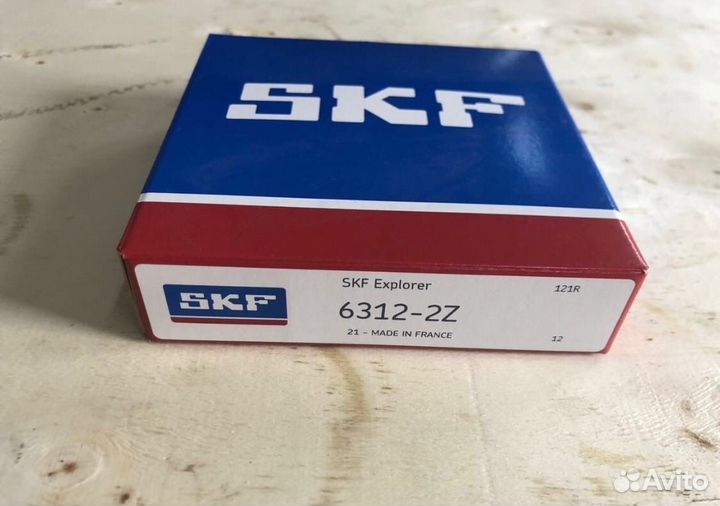 SKF
SKF
SKF Explorer
121R
6312-2Z
21 - MADE IN FRANCE
12
Avito